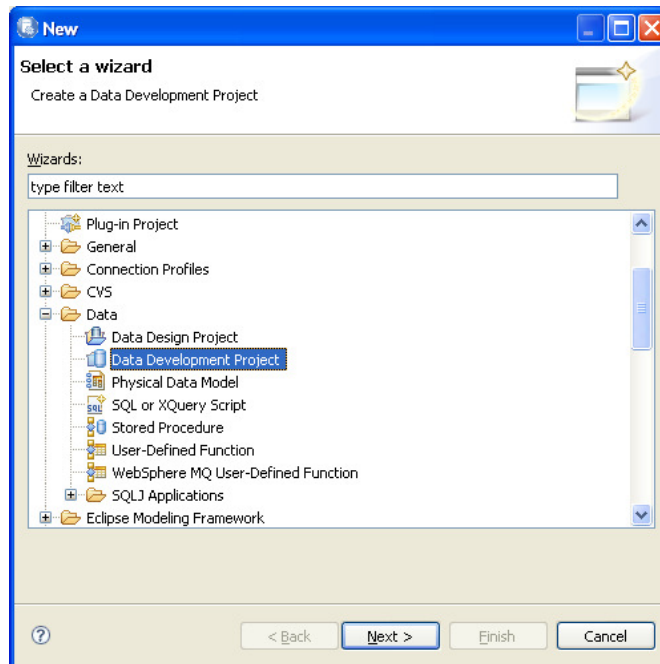 New
Select a wizard
Create a Data Development Project
Wizards:
type filter text
Plug-in Project
General
Connection Profiles
CVS
Data
Data Design Project
Data Development Project
Physical Data Model
SQL or XQuery Script
Stored Procedure
User-Defined Function
WebSphere MQ User-Defined Function
SQLJ Applications
Eclipse Modeling Framework
? < Back Next > Finish Cancel